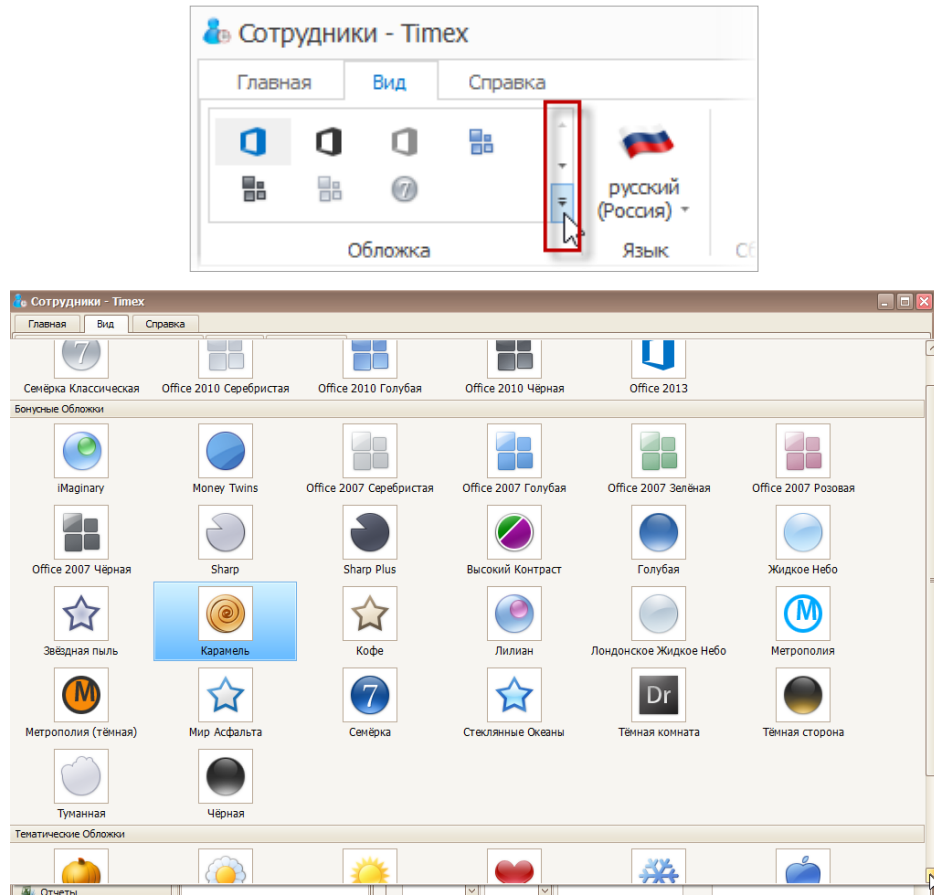 Сотрудники - Timex
Главная Вид Справка
7
русский
(Россия)
Обложка Язык
Сотрудники - Timex
Главная Вид Справка
7
Семёрка Классическая Office 2010 Серебристая Office 2010 Голубая Office 2010 Чёрная Office 2013
Бонусные Обложки
iMaginary Money Twins Office 2007 Серебристая Office 2007 Голубая Office 2007 Зелёная Office 2007 Розовая
Office 2007 Чёрная Sharp Sharp Plus Высокий Контраст Голубая Жидкое Небо
M
Звёздная пыль Карамель Кофе Лилиан Лондонское Жидкое Небо Метрополия
M 7 Dr
Метрополия (тёмная) Мир Асфальта Семёрка Стеклянные Океаны Тёмная комната Тёмная сторона
Туманная Чёрная
Тематические Обложки
Отчеты